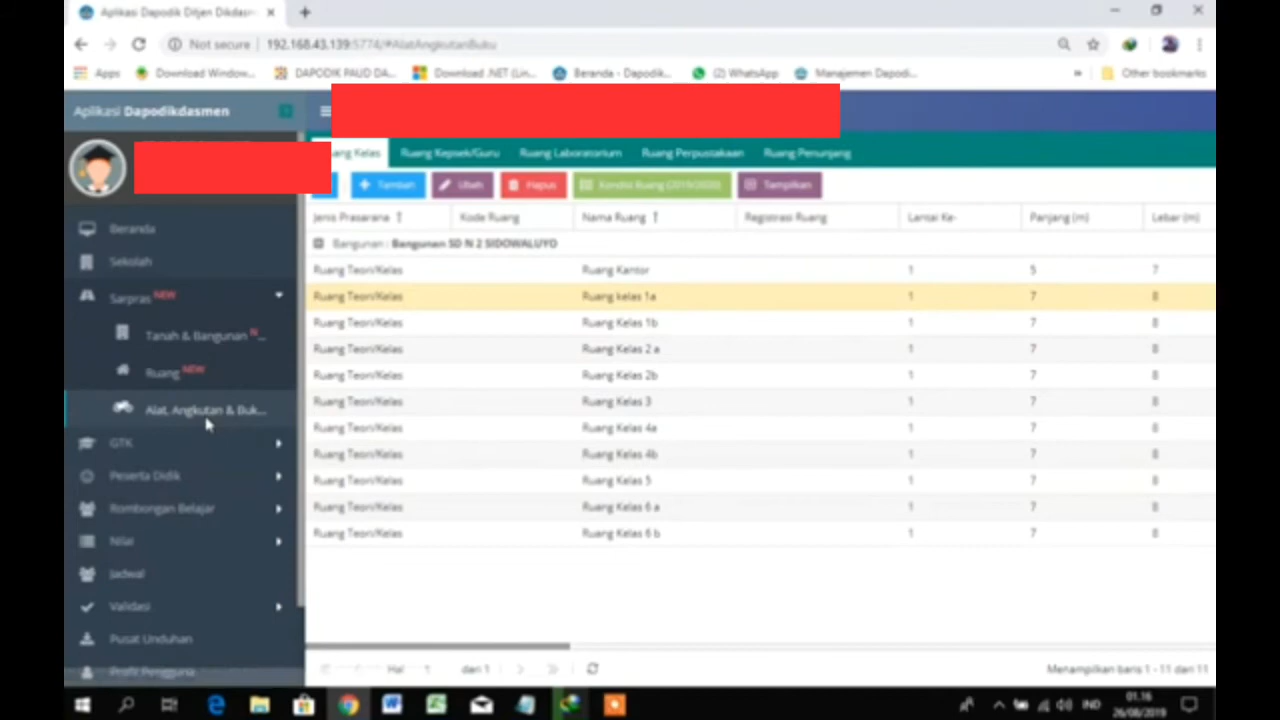 Aplikasi Dapodik Ditjen Dikdasm
Not secure 192.168.43.139:5774/#AlatAngkutanBuku
Apps Download Window... DAPODIK PAUD DA... Download .NET (Lin... Beranda - Dapodik... (2) WhatsApp Manajemen Dapodi... Other bookmarks
Aplikasi Dapodikdasmen
Ruang Kelas Ruang Kepsek/Guru Ruang Laboratorium Ruang Perpustakaan Ruang Penunjang
Tambah Ubah Hapus Kondisi Ruang (2019/2020) Tampilkan
Jenis Prasarana Kode Ruang Nama Ruang Registrasi Ruang Lantai Ke- Panjang (m) Lebar (m)
Bangunan : Bangunan SD N 2 SIDOWALUYO
Ruang Teori/Kelas Ruang Kantor 1 5 7
Ruang Teori/Kelas Ruang kelas 1a 1 7 8
Ruang Teori/Kelas Ruang Kelas 1b 1 7 8
Ruang Teori/Kelas Ruang Kelas 2 a 1 7 8
Ruang Teori/Kelas Ruang Kelas 2b 1 7 8
Ruang Teori/Kelas Ruang Kelas 3 1 7 8
Ruang Teori/Kelas Ruang Kelas 4a 1 7 8
Ruang Teori/Kelas Ruang Kelas 4b 1 7 8
Ruang Teori/Kelas Ruang Kelas 5 1 7 8
Ruang Teori/Kelas Ruang Kelas 6 a 1 7 8
Ruang Teori/Kelas Ruang Kelas 6 b 1 7 8
Beranda
Sekolah
Sarpras NEW
Tanah & Bangunan N...
Ruang NEW
Alat, Angkutan & Buk...
GTK
Peserta Didik
Rombongan Belajar
Nilai
Jadwal
Validasi
Pusat Unduhan
Profil Pengguna
Hal 1 dari 1
Menampilkan baris 1 - 11 dari 11
IND
01.16
26/08/2019